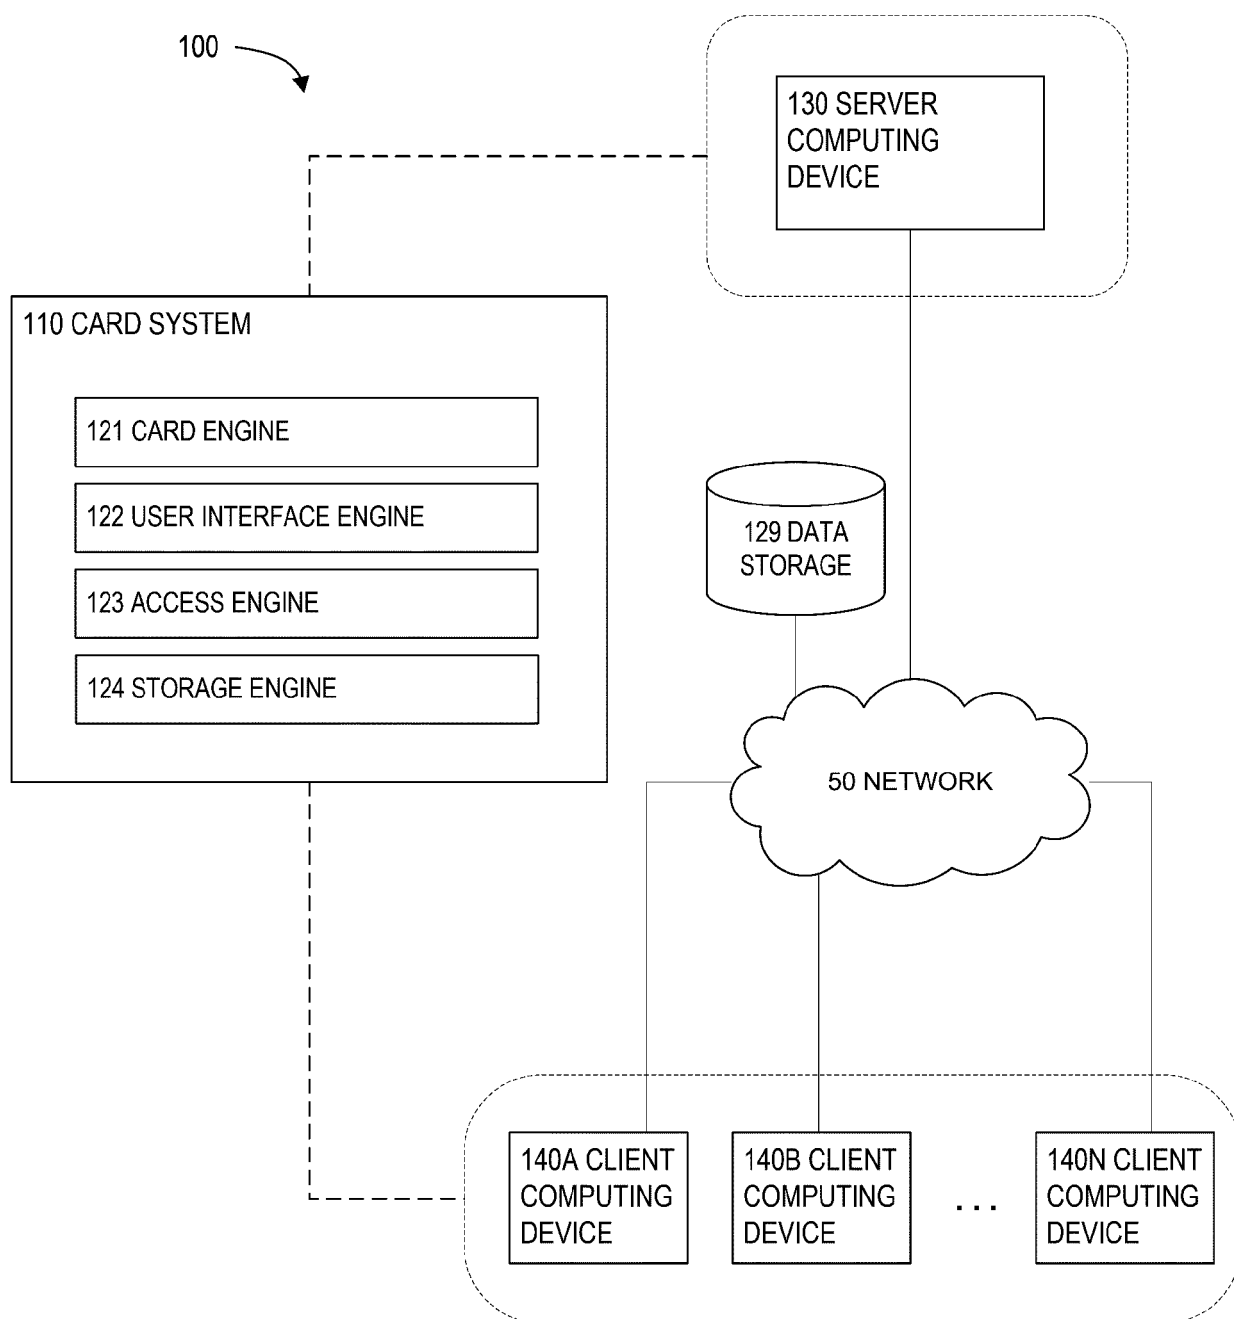 100
130 SERVER
COMPUTING
DEVICE
110 CARD SYSTEM
121 CARD ENGINE
122 USER INTERFACE ENGINE
123 ACCESS ENGINE
124 STORAGE ENGINE
129 DATA
STORAGE
50 NETWORK
140A CLIENT
COMPUTING
DEVICE
140B CLIENT
COMPUTING
DEVICE
...
140N CLIENT
COMPUTING
DEVICE